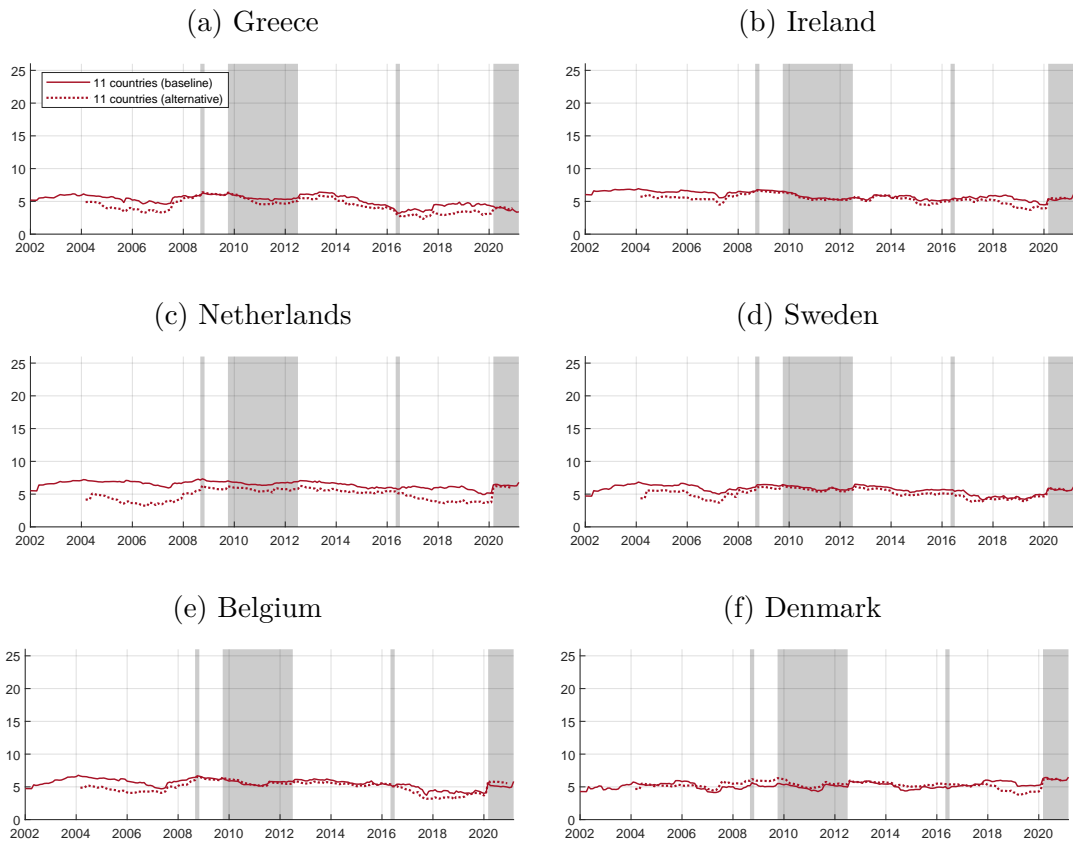 (a) Greece
(b) Ireland
25
20
15
10
5
0
11 countries (baseline)
11 countries (alternative)
2002 2004 2006 2008 2010 2012 2014 2016 2018 2020
25
20
15
10
5
0
2002 2004 2006 2008 2010 2012 2014 2016 2018 2020
(c) Netherlands
(d) Sweden
25
20
15
10
5
0
2002 2004 2006 2008 2010 2012 2014 2016 2018 2020
25
20
15
10
5
0
2002 2004 2006 2008 2010 2012 2014 2016 2018 2020
(e) Belgium
(f) Denmark
25
20
15
10
5
0
2002 2004 2006 2008 2010 2012 2014 2016 2018 2020
25
20
15
10
5
0
2002 2004 2006 2008 2010 2012 2014 2016 2018 2020